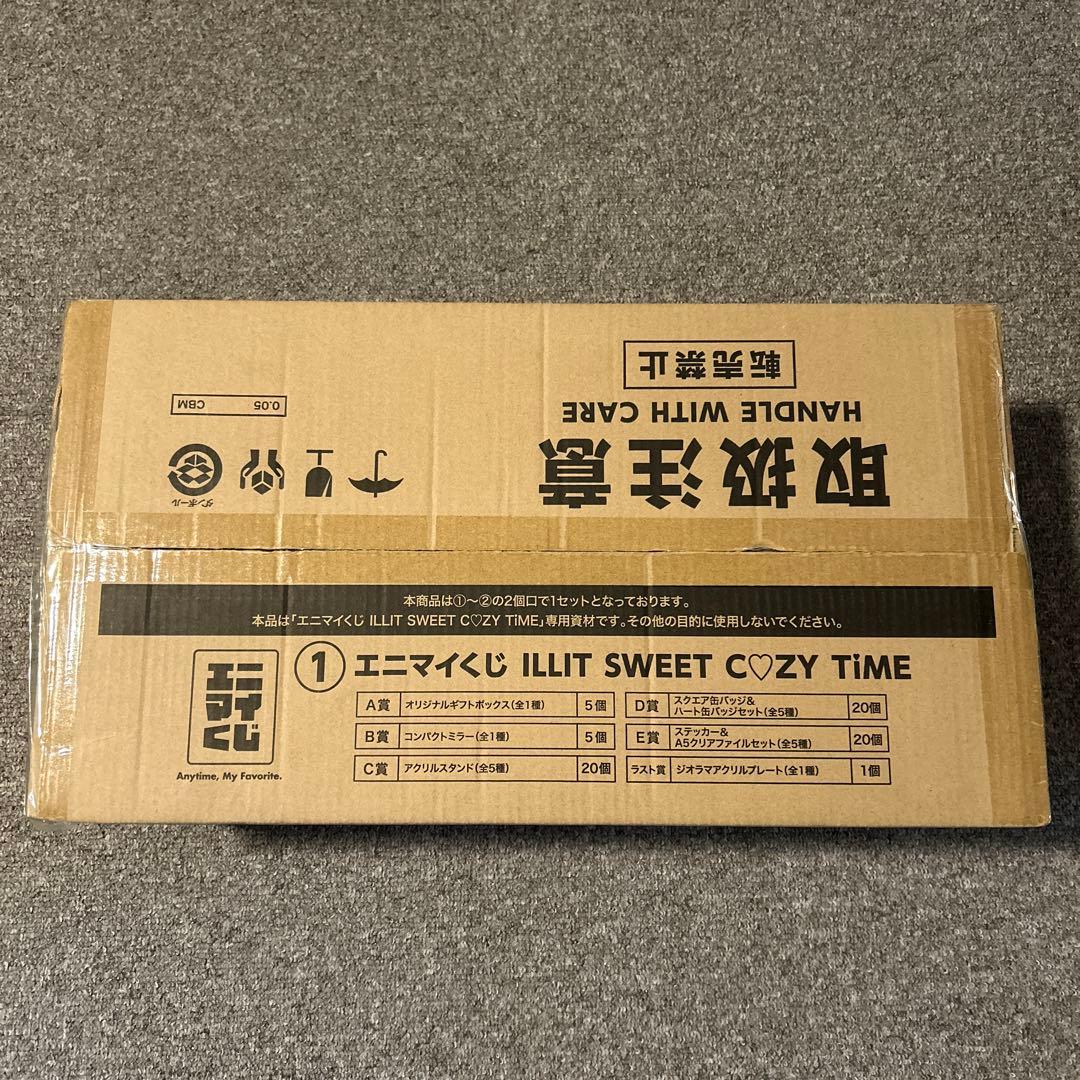 転売禁止
HANDLE WITH CARE
取扱注意
0.05 CBM
ダンボール
本商品は①~②の2個口で1セットとなっております。
本品は「エニマイくじ ILLIT SWEET C♡ZY TiME」専用資材です。その他の目的に使用しないでください。
エニマイくじ
Anytime, My Favorite.
① エニマイくじ ILLIT SWEET C♡ZY TiME
A賞 オリジナルギフトボックス(全1種) 5個
B賞 コンパクトミラー(全1種) 5個
C賞 アクリルスタンド(全5種) 20個
D賞 スクエア缶バッジ&
ハート缶バッジセット(全5種) 20個
E賞 ステッカー&
A5クリアファイルセット(全5種) 20個
ラスト賞 ジオラマアクリルプレート(全1種) 1個